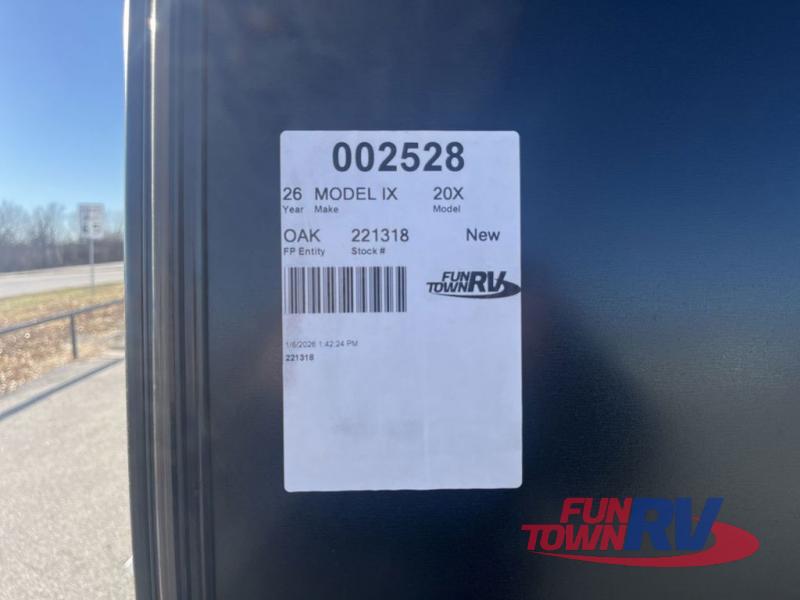 002528
26 MODEL IX 20X
Year Make Model
OAK 221318 New
FP Entity Stock #
FUN
TOWN RV
1/6/2026 1:42:24 PM
221318
FUN
TOWN RV